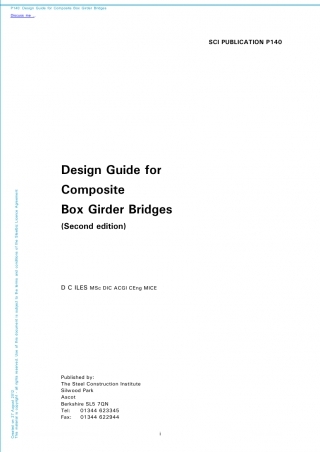 P140: Design Guide for Composite Box Girder Bridges
Discuss me ...
SCI PUBLICATION P140
Design Guide for
Composite
Box Girder Bridges
(Second edition)
D C ILES MSc DIC ACGI CEng MICE
Published by:
The Steel Construction Institute
Silwood Park
Ascot
Berkshire SL5 7QN
Tel: 01344 623345
Fax: 01344 622944
i
Created on 27 August 2012
This material is copyright - all rights reserved. Use of this document is subject to the terms and conditions of the Steelbiz Licence Agreement